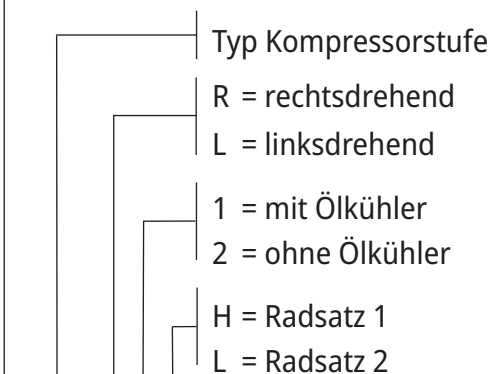 Typ Kompressorstufe
R = rechtsdrehend
L = linksdrehend
1 = mit Ölkühler
2 = ohne Ölkühler
H = Radsatz 1
L = Radsatz 2